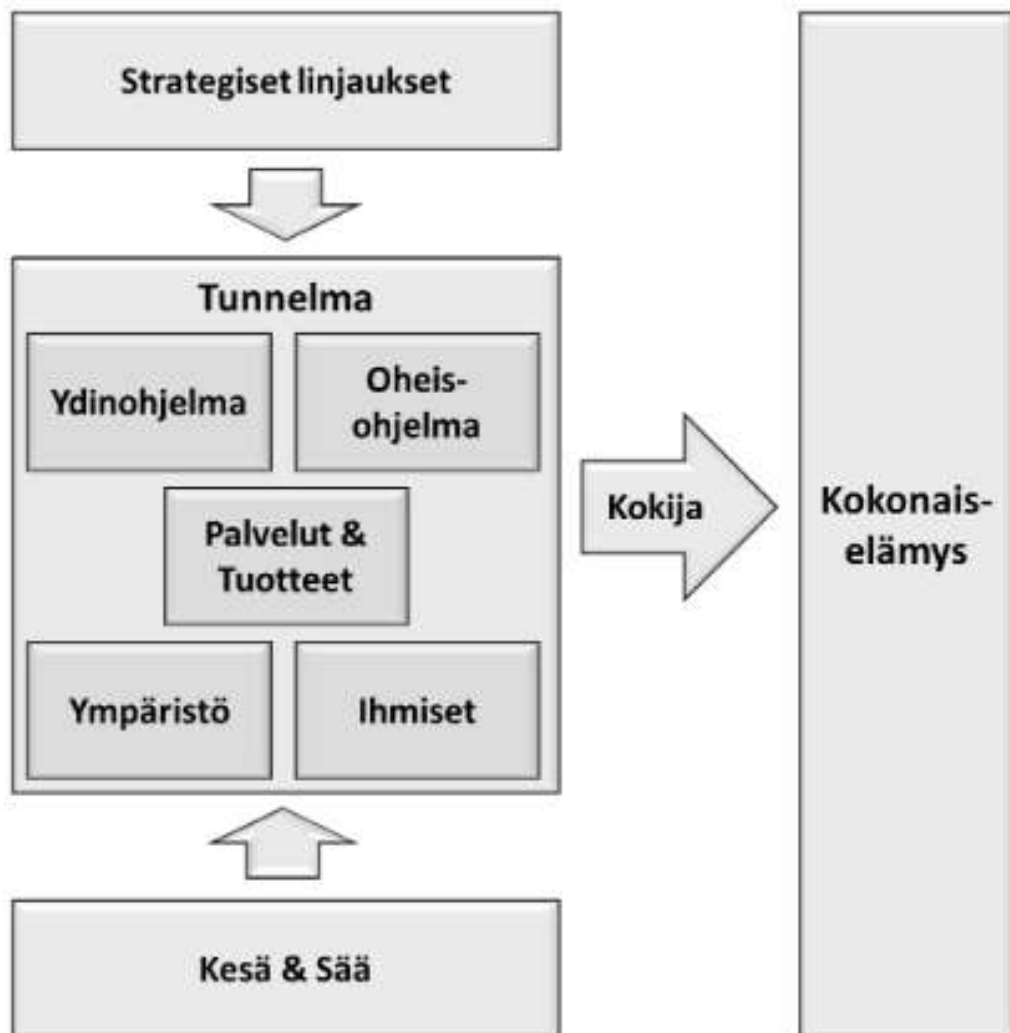 Strategiset linjaukset
Tunnelma
Ydinohjelma
Oheis-
ohjelma
Palvelut &
Tuotteet
Ympäristö
Ihmiset
Kesä & Sää
Kokija
Kokonais-
elämys